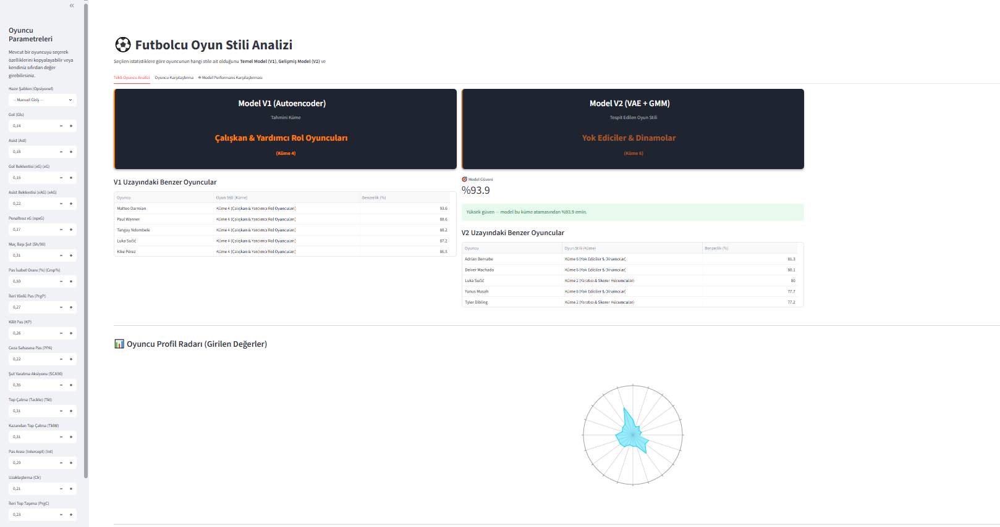 Oyuncu
Parametreleri
Mevcut bir oyuncuyu seçerek
özelliklerini kopyalayabilir veya
kendiniz sıfırdan değer
girebilirsiniz.
Hazır Şablon (Opsiyonel)
-- Manuel Giriş --
Gol (Gls)
0,14
Asist (Ast)
0,18
Gol Beklentisi (xG) (xG)
0,15
Asist Beklentisi (xAG) (xAG)
0,22
Penaltısız xG (npxG)
0,17
Maç Başı Şut (Sh/90)
0,31
Pas İsabet Oranı (%) (Cmp%)
0,59
İleri Yönlü Pas (PrgP)
0,27
Kilit Pas (KP)
0,26
Ceza Sahasına Pas (PPA)
0,22
Şut Yaratma Aksiyonu (SCA90)
0,35
Top Çalma (Tackle) (Tkl)
0,31
Kazanılan Top Çalma (TklW)
0,31
Pas Arası (Intercept) (Int)
0,29
Uzaklaştırma (Clr)
0,21
İleri Top Taşıma (PrgC)
0,23
Futbolcu Oyun Stili Analizi
Seçilen istatistiklere göre oyuncunun hangi stile ait olduğunu Temel Model (V1), Gelişmiş Model (V2) ve
Tekli Oyuncu Analizi Oyuncu Karşılaştırma Model Performans Karşılaştırması
Model V1 (Autoencoder)
Tahmini Küme
Çalışkan & Yardımcı Rol Oyuncuları
(Küme 4)
V1 Uzayındaki Benzer Oyuncular
Oyuncu Oyun Stili (Küme) Benzerlik (%)
Matteo Darmian Küme 4 (Çalışkan & Yardımcı Rol Oyuncuları) 93.6
Paul Wanner Küme 4 (Çalışkan & Yardımcı Rol Oyuncuları) 88.6
Tanguy Ndombele Küme 4 (Çalışkan & Yardımcı Rol Oyuncuları) 88.2
Luka Sučić Küme 4 (Çalışkan & Yardımcı Rol Oyuncuları) 87.2
Kike Pérez Küme 4 (Çalışkan & Yardımcı Rol Oyuncuları) 86.5
Model V2 (VAE + GMM)
Tespit Edilen Oyun Stili
Yok Ediciler & Dinamolar
(Küme 6)
Model Güveni
%93.9
Yüksek güven — model bu küme atamasından %93.9 emin.
V2 Uzayındaki Benzer Oyuncular
Oyuncu Oyun Stili (Küme) Benzerlik (%)
Adrian Bernabe Küme 6 (Yok Ediciler & Dinamolar) 81.3
Deiver Machado Küme 6 (Yok Ediciler & Dinamolar) 80.1
Luka Sučić Küme 2 (Yaratıcı & Skorer Hücumcular) 80
Yunus Musah Küme 6 (Yok Ediciler & Dinamolar) 77.7
Tyler Dibling Küme 2 (Yaratıcı & Skorer Hücumcular) 77.2
Oyuncu Profil Radarı (Girilen Değerler)